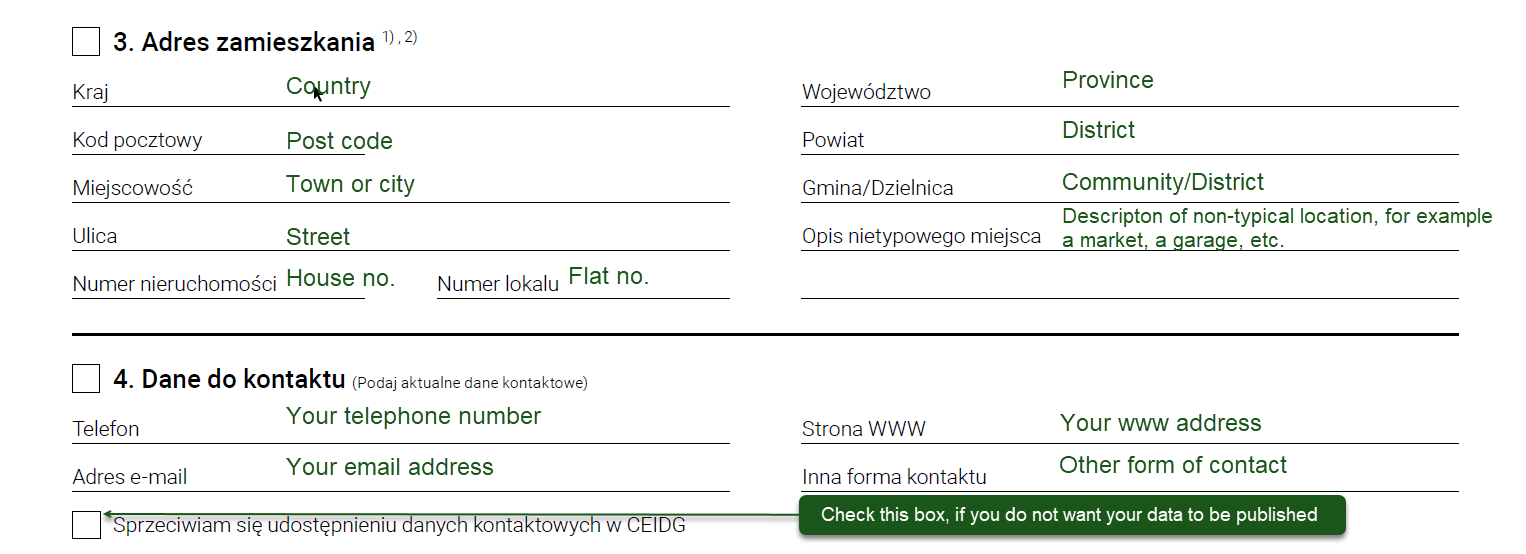 3. Adres zamieszkania 1) , 2)
Kraj Country
Województwo Province
Kod pocztowy Post code
Powiat District
Miejscowość Town or city
Gmina/Dzielnica Community/District
Ulica Street
Opis nietypowego miejsca Descripton of non-typical location, for example
a market, a garage, etc.
Numer nieruchomości House no. Numer lokalu Flat no.
4. Dane do kontaktu (Podaj aktualne dane kontaktowe)
Telefon Your telephone number
Strona WWW Your www address
Adres e-mail Your email address
Inna forma kontaktu Other form of contact
Sprzeciwiam się udostępnieniu danych kontaktowych w CEIDG
Check this box, if you do not want your data to be published